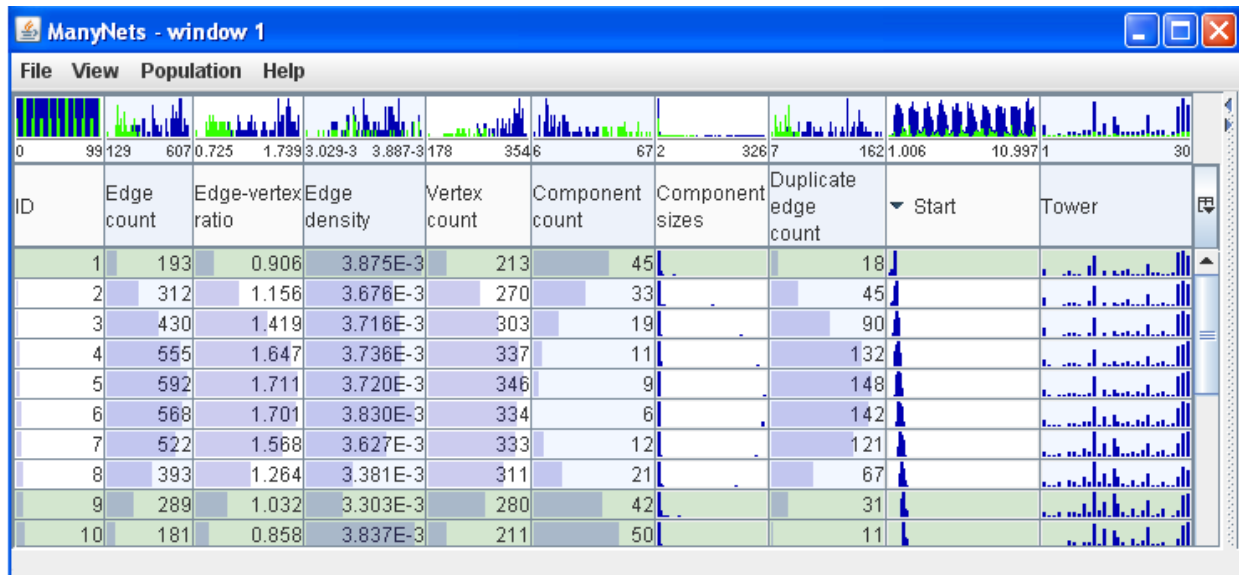 ManyNets - window 1
File View Population Help
0 99 129 607 0.725 1.739 3.029-3 3.887-3 178 354 6 67 2 326 7 162 1.006 10.997 1 30
ID Edge count Edge-vertex ratio Edge density Vertex count Component count Component sizes Duplicate edge count Start Tower
1 193 0.906 3.875E-3 213 45 18
2 312 1.156 3.676E-3 270 33 45
3 430 1.419 3.716E-3 303 19 90
4 555 1.647 3.736E-3 337 11 132
5 592 1.711 3.720E-3 346 9 148
6 568 1.701 3.830E-3 334 6 142
7 522 1.568 3.627E-3 333 12 121
8 393 1.264 3.381E-3 311 21 67
9 289 1.032 3.303E-3 280 42 31
10 181 0.858 3.837E-3 211 50 11